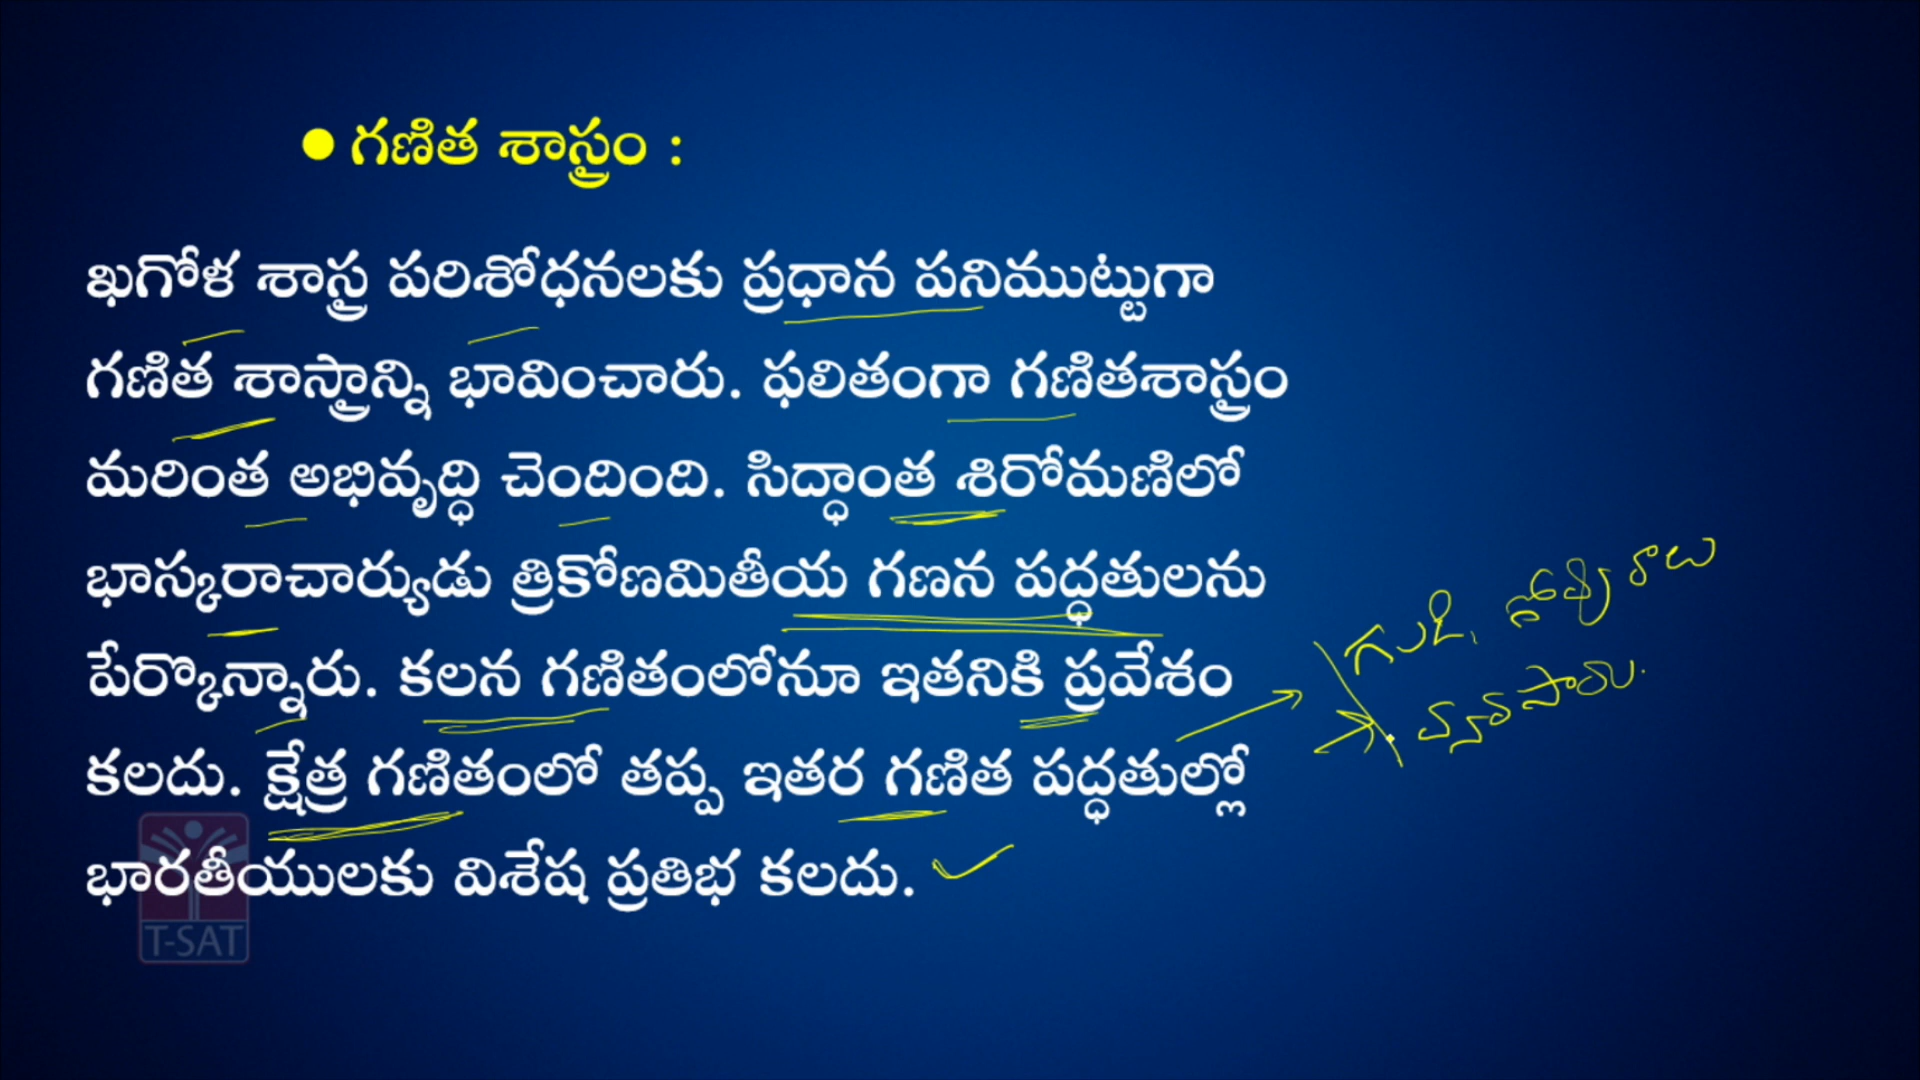 ● గణిత శాస్త్రం :
ఖగోళ శాస్త్ర పరిశోధనలకు ప్రధాన పనిముట్టుగా
గణిత శాస్త్రాన్ని భావించారు. ఫలితంగా గణితశాస్త్రం
మరింత అభివృద్ధి చెందింది. సిద్ధాంత శిరోమణిలో
భాస్కరాచార్యుడు త్రికోణమితీయ గణన పద్ధతులను
పేర్కొన్నారు. కలన గణితంలోనూ ఇతనికి ప్రవేశం
కలదు. క్షేత్ర గణితంలో తప్ప ఇతర గణిత పద్ధతుల్లో
భారతీయులకు విశేష ప్రతిభ కలదు.
T-SAT